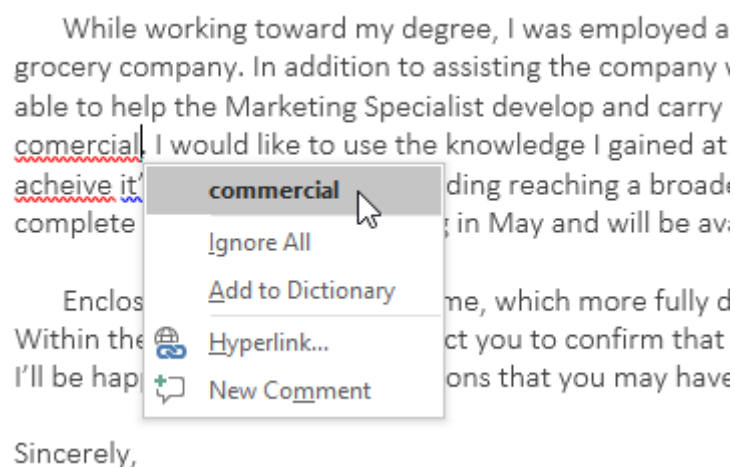 While working toward my degree, I was employed a
grocery company. In addition to assisting the company
able to help the Marketing Specialist develop and carry
comercial. I would like to use the knowledge I gained at
acheive it' ding reaching a broade
complete in May and will be ava
commercial
Ignore All
Add to Dictionary
Hyperlink...
New Comment
Enclos me, which more fully d
Within the ct you to confirm that
I'll be hap ons that you may have
Sincerely,